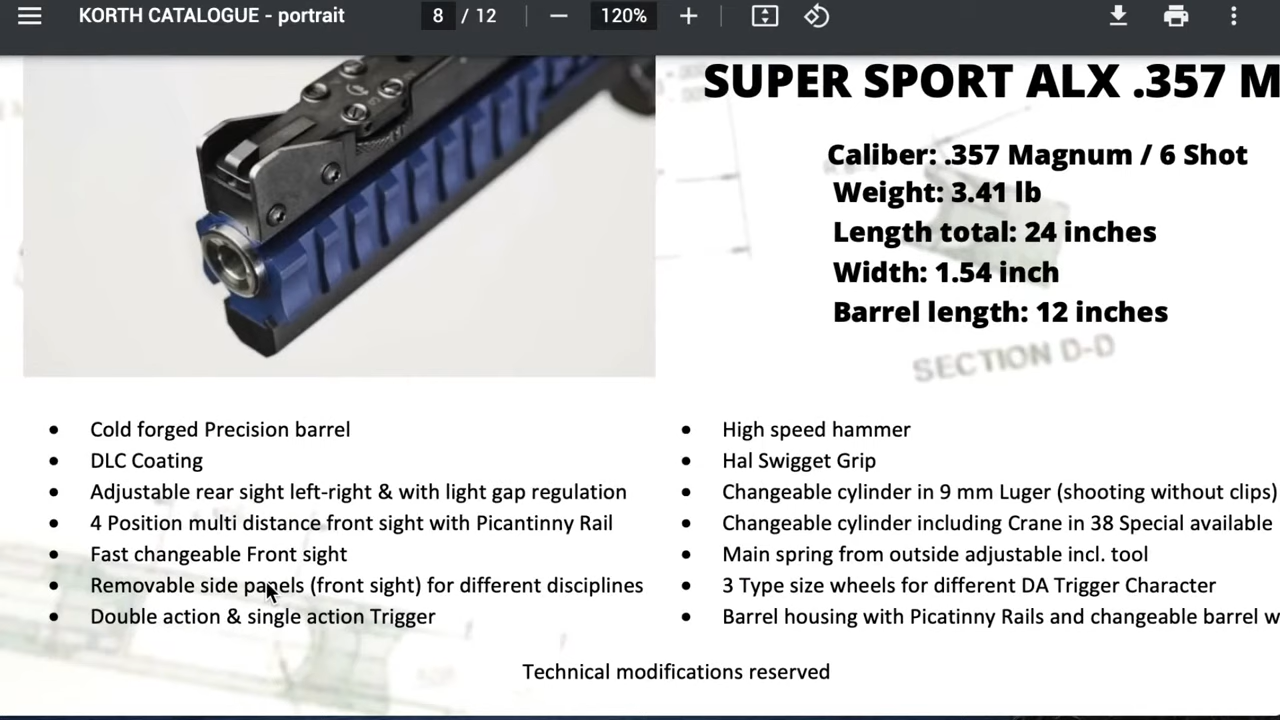 KORTH CATALOGUE - portrait
8 / 12
120%
SUPER SPORT ALX .357 M
Caliber: .357 Magnum / 6 Shot
Weight: 3.41 lb
Length total: 24 inches
Width: 1.54 inch
Barrel length: 12 inches
SECTION D-D
• Cold forged Precision barrel
• DLC Coating
• Adjustable rear sight left-right & with light gap regulation
• 4 Position multi distance front sight with Picantinny Rail
• Fast changeable Front sight
• Removable side panels (front sight) for different disciplines
• Double action & single action Trigger
• High speed hammer
• Hal Swigget Grip
• Changeable cylinder in 9 mm Luger (shooting without clips)
• Changeable cylinder including Crane in 38 Special available
• Main spring from outside adjustable incl. tool
• 3 Type size wheels for different DA Trigger Character
• Barrel housing with Picatinny Rails and changeable barrel w
Technical modifications reserved